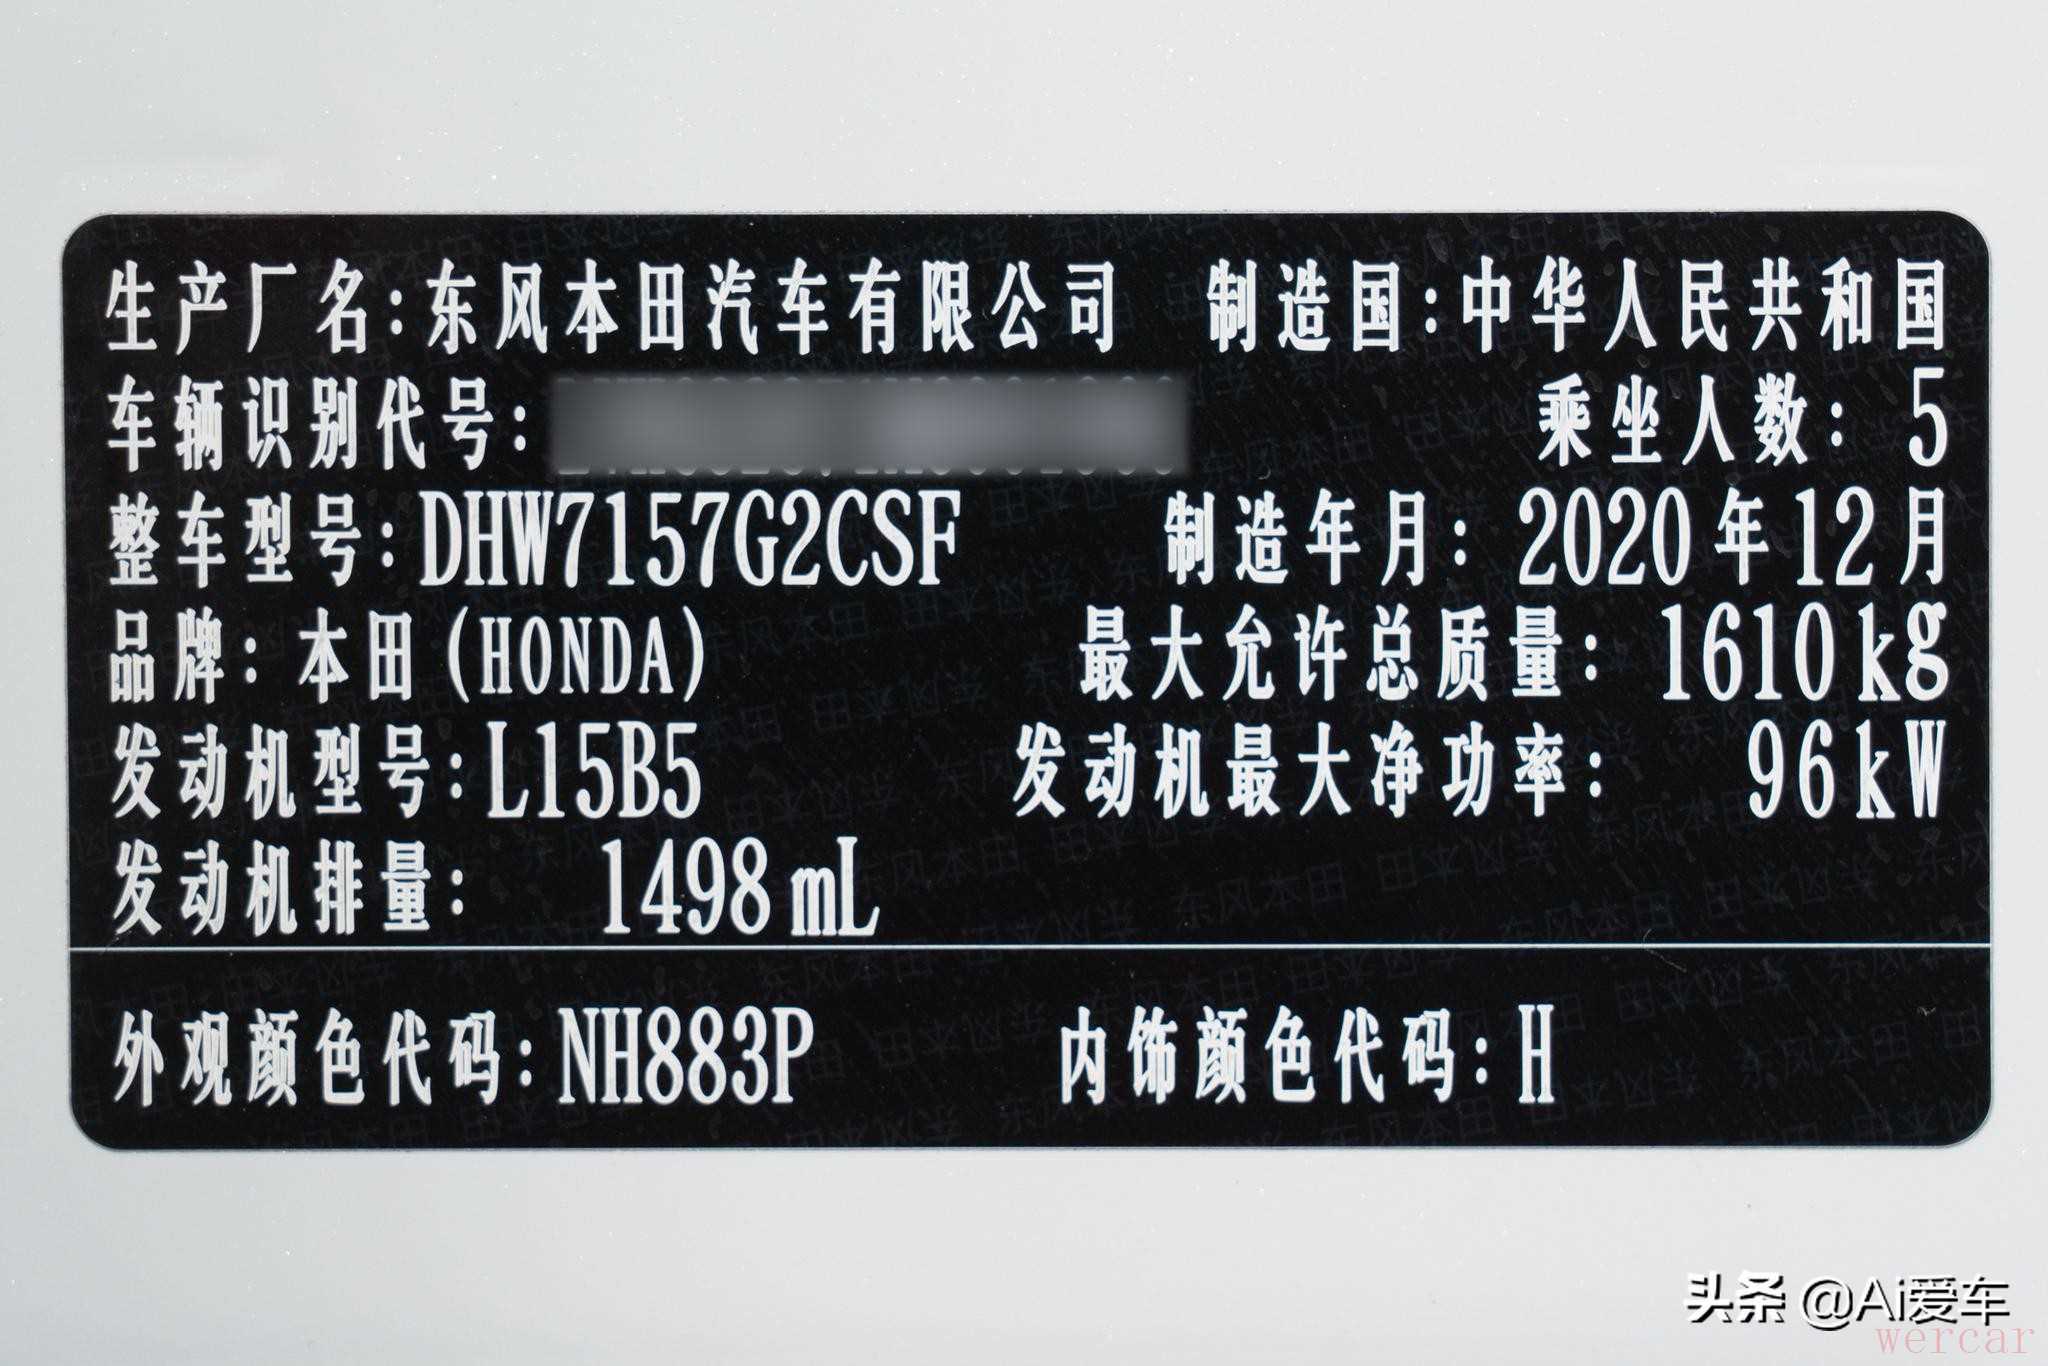 生产厂名:东风本田汽车有限公司 制造国:中华人民共和国
车辆识别代号: 乘坐人数: 5
整车型号:DHW7157G2CSF 制造年月: 2020年12月
品牌: 本田(HONDA) 最大允许总质量: 1610kg
发动机型号:L15B5 发动机最大净功率: 96kW
发动机排量: 1498mL
外观颜色代码:NH883P 内饰颜色代码:H
头条 @Ai爱车
wercar